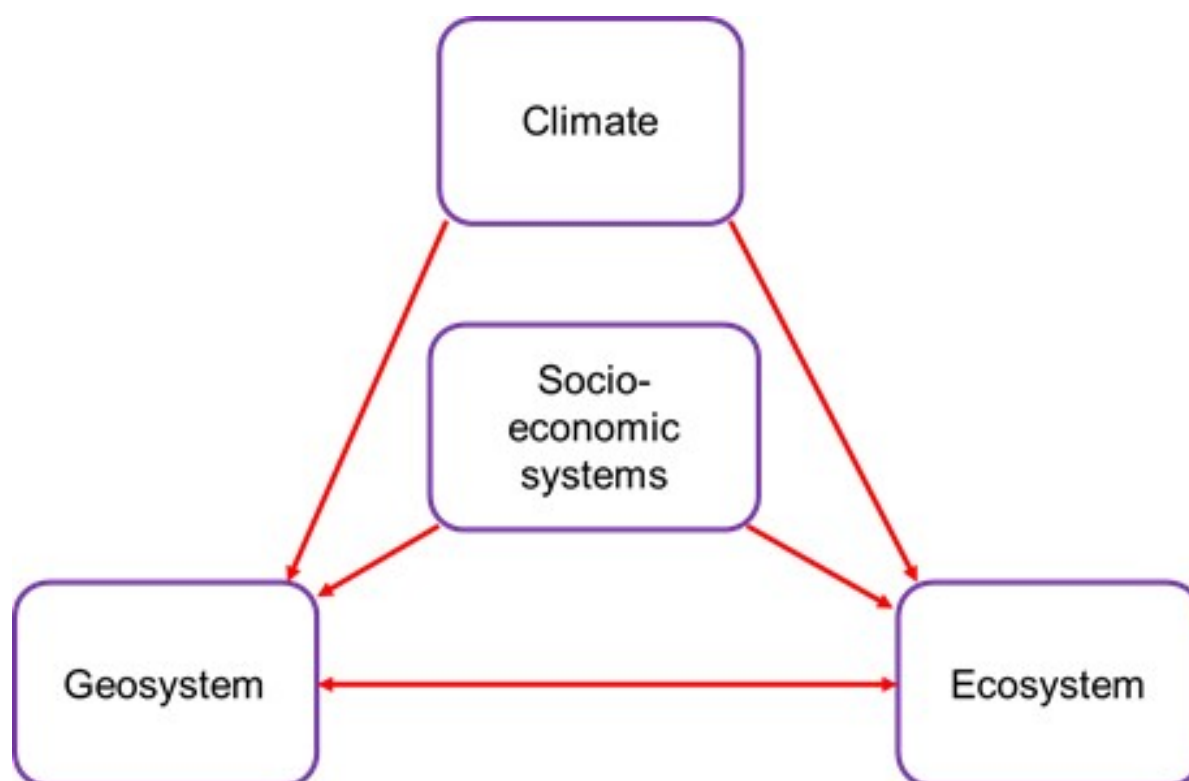 Climate
Socio-
economic
systems
Geosystem
Ecosystem